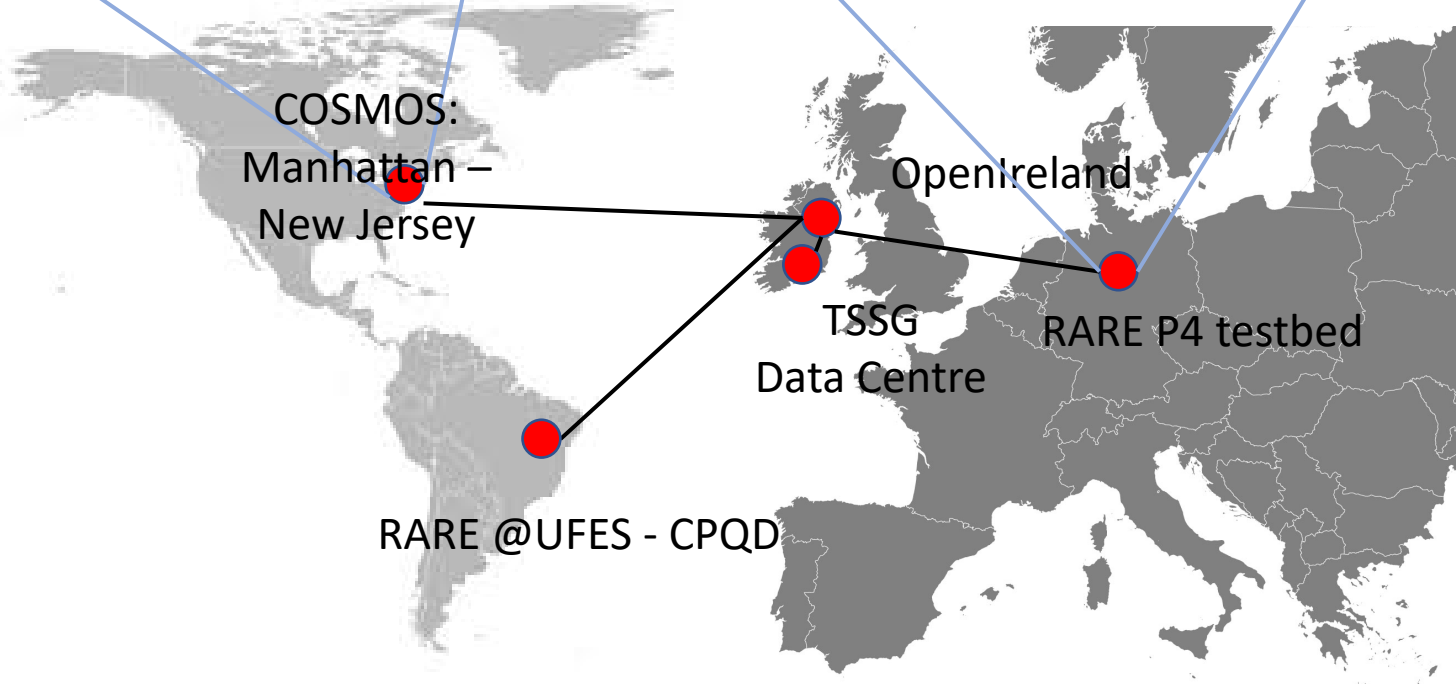 COSMOS:
Manhattan –
New Jersey
OpenIreland
TSSG
Data Centre
RARE P4 testbed
RARE @UFES - CPQD